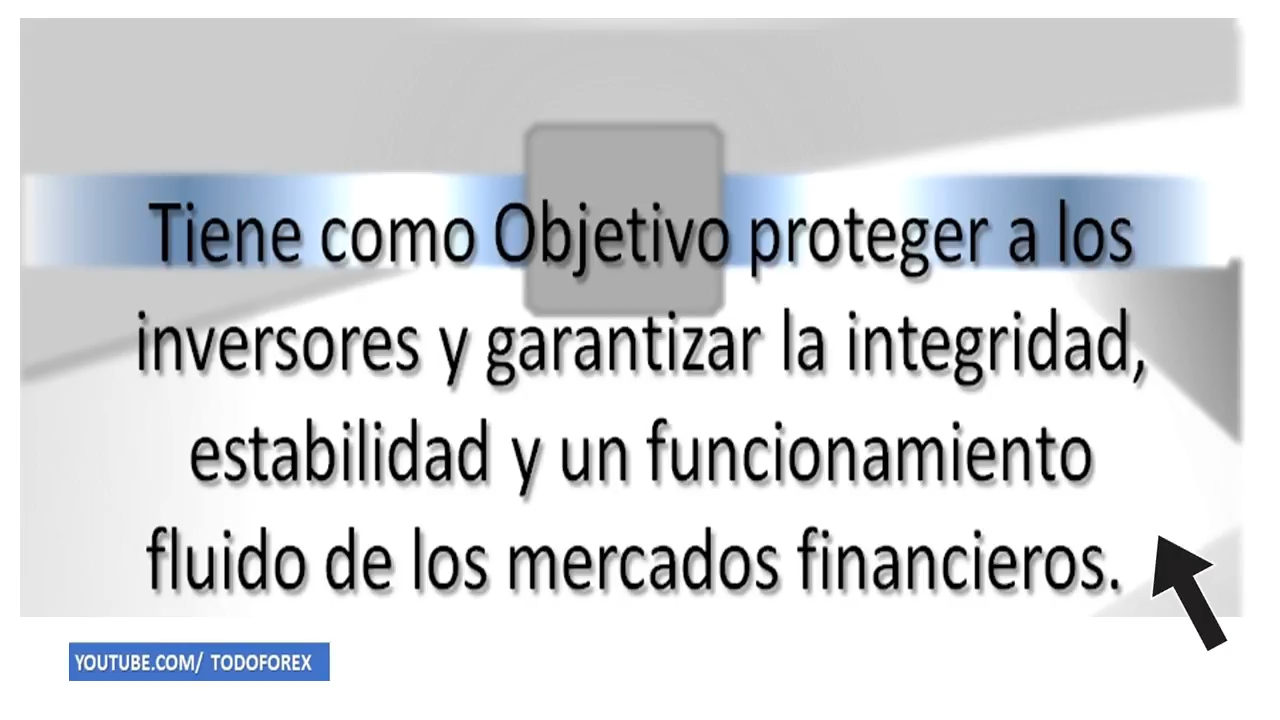 Tiene como Objetivo proteger a los
inversores y garantizar la integridad,
estabilidad y un funcionamiento
fluido de los mercados financieros.
YOUTUBE.COM/ TODOFOREX